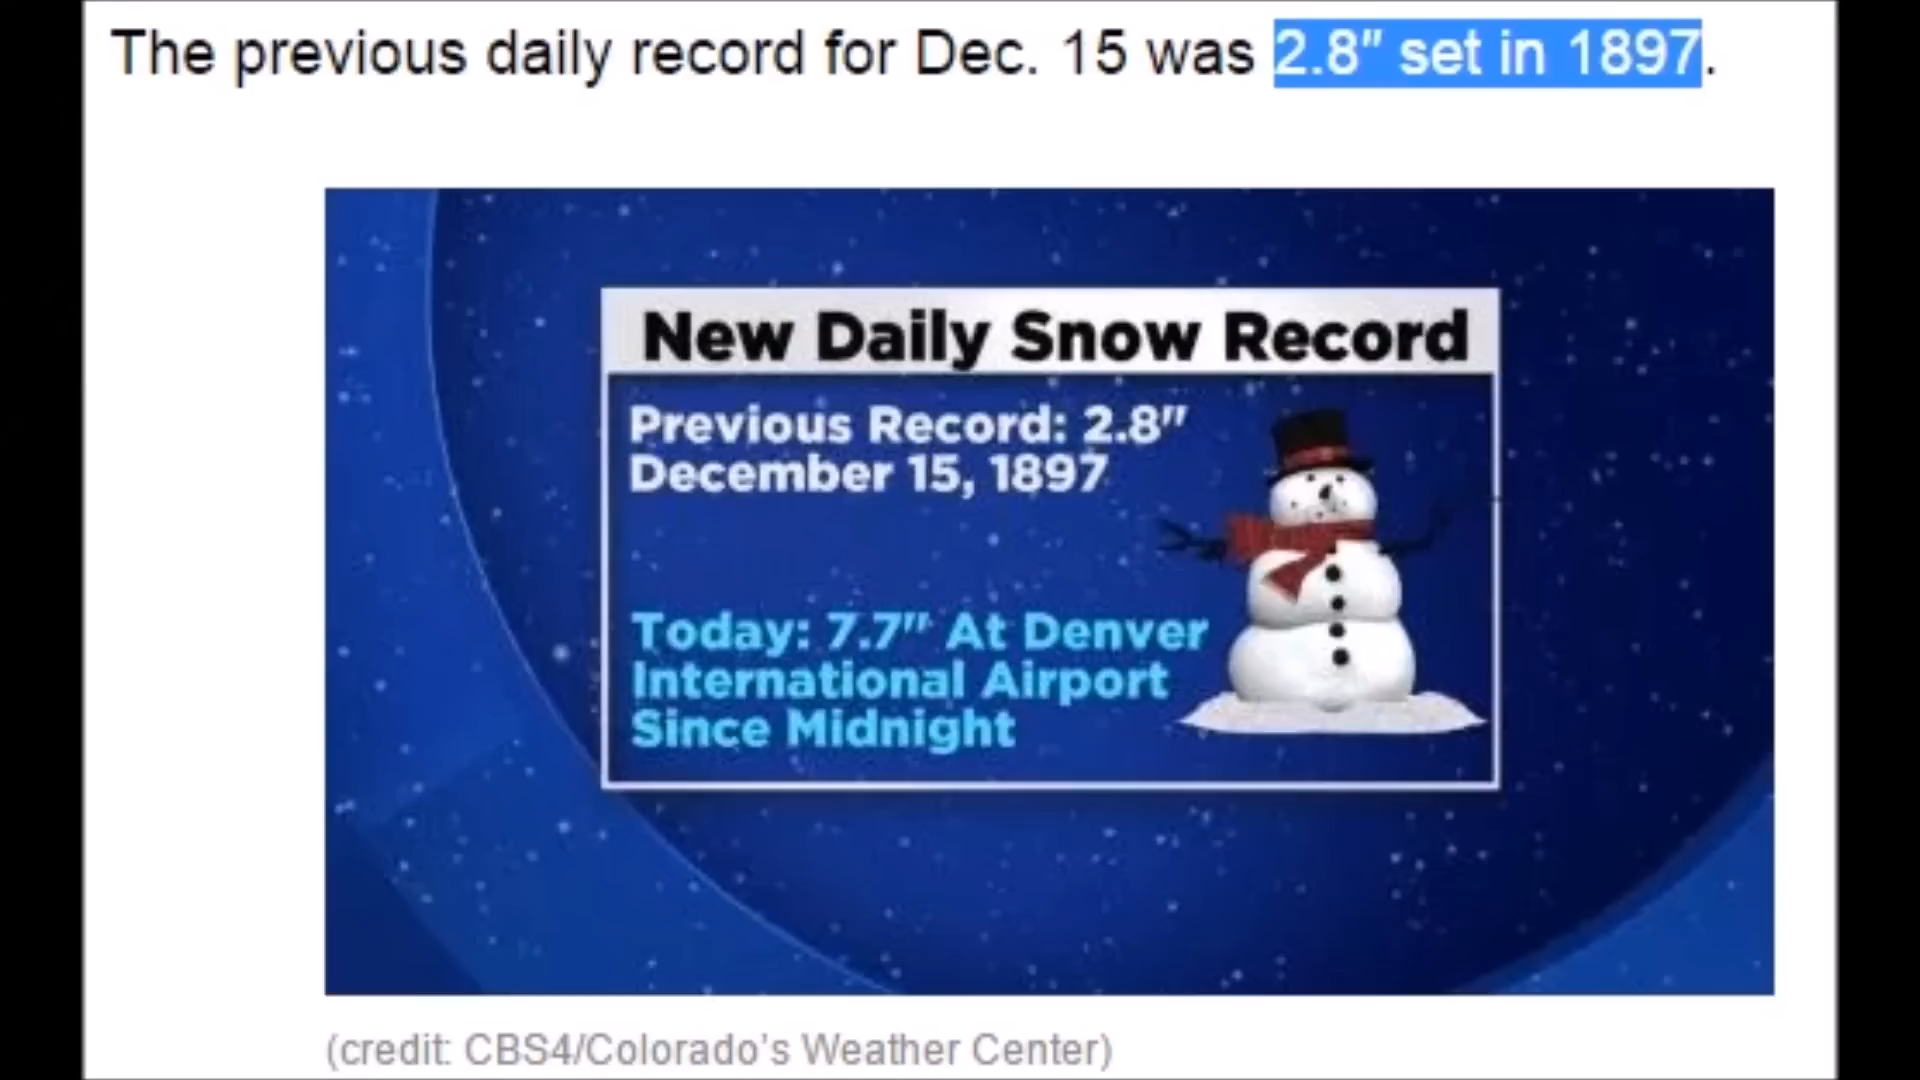 The previous daily record for Dec. 15 was 2.8" set in 1897.
New Daily Snow Record
Previous Record: 2.8"
December 15, 1897
Today: 7.7" At Denver
International Airport
Since Midnight
(credit: CBS4/Colorado's Weather Center)